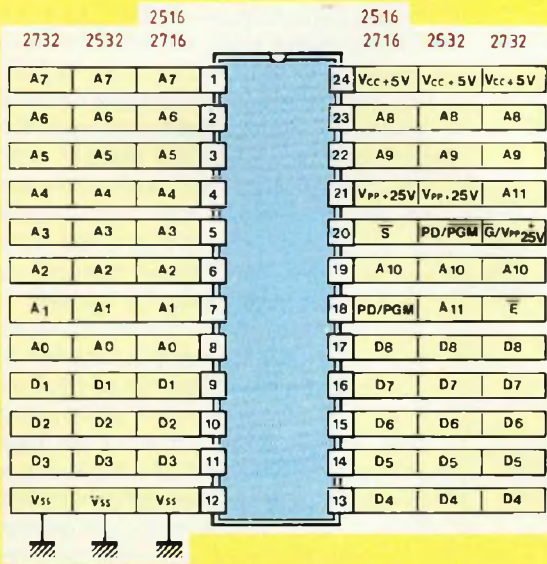 2516 2516
2732 2532 2716 2716 2532 2732
A7 A7 A7 1 24 Vcc+5V Vcc+5V Vcc+5V
A6 A6 A6 2 23 A8 A8 A8
A5 A5 A5 3 22 A9 A9 A9
A4 A4 A4 4 21 VPP+25V VPP+25V A11
A3 A3 A3 5 20 S̅ PD/P̅G̅M̅ G/VPP+25V
A2 A2 A2 6 19 A10 A10 A10
A1 A1 A1 7 18 PD/PGM A11 E̅
A0 A0 A0 8 17 D8 D8 D8
D1 D1 D1 9 16 D7 D7 D7
D2 D2 D2 10 15 D6 D6 D6
D3 D3 D3 11 14 D5 D5 D5
Vss Vss Vss 12 13 D4 D4 D4